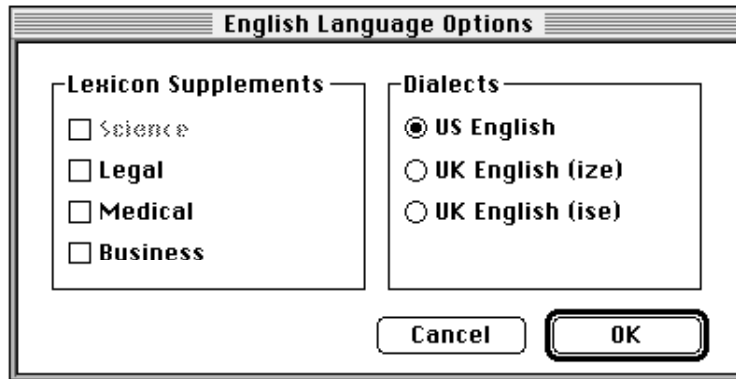 English Language Options
Lexicon Supplements
Science
Legal
Medical
Business
Dialects
US English
UK English (ize)
UK English (ise)
Cancel
OK